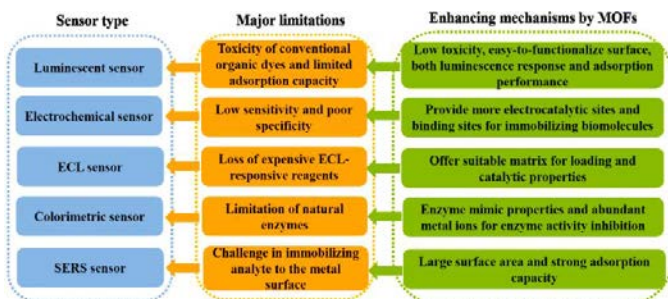 Sensor type
Major limitations
Enhancing mechanisms by MOFs
Luminescent sensor
Toxicity of conventional
organic dyes and limited
adsorption capacity
Low toxicity, easy-to-functionalize surface,
both luminescence response and adsorption
performance
Electrochemical sensor
Low sensitivity and poor
specificity
Provide more electrocatalytic sites and
binding sites for immobilizing biomolecules
ECL sensor
Loss of expensive ECL-
responsive reagents
Offer suitable matrix for loading and
catalytic properties
Colorimetric sensor
Limitation of natural
enzymes
Enzyme mimic properties and abundant
metal ions for enzyme activity inhibition
SERS sensor
Challenge in immobilizing
analyte to the metal
surface
Large surface area and strong adsorption
capacity